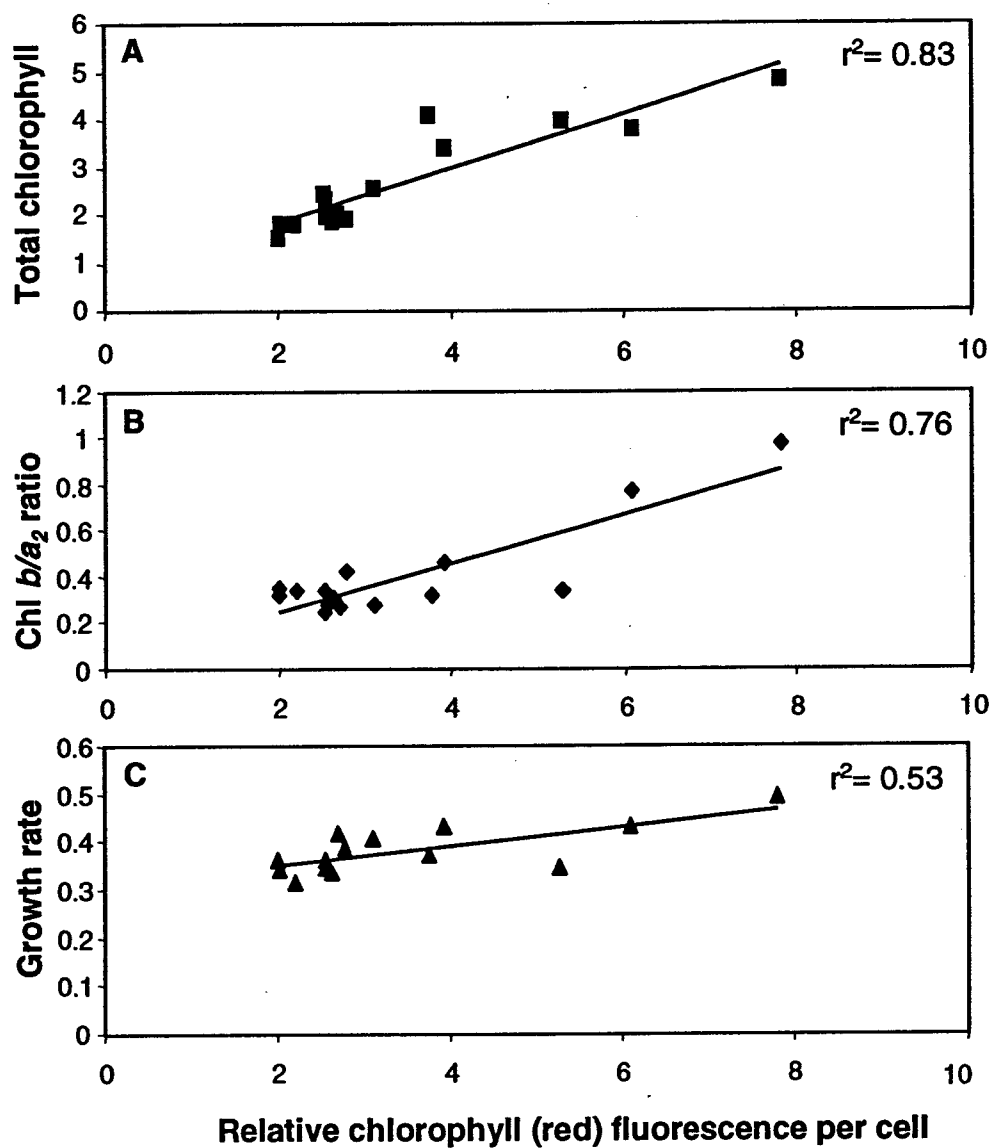 A
r²= 0.83
Total chlorophyll
6
5
4
3
2
1
0
0 2 4 6 8 10
B
r²= 0.76
Chl b/a₂ ratio
1.2
1
0.8
0.6
0.4
0.2
0
0 2 4 6 8 10
C
r²= 0.53
Growth rate
0.6
0.5
0.4
0.3
0.2
0.1
0
0 2 4 6 8 10
Relative chlorophyll (red) fluorescence per cell